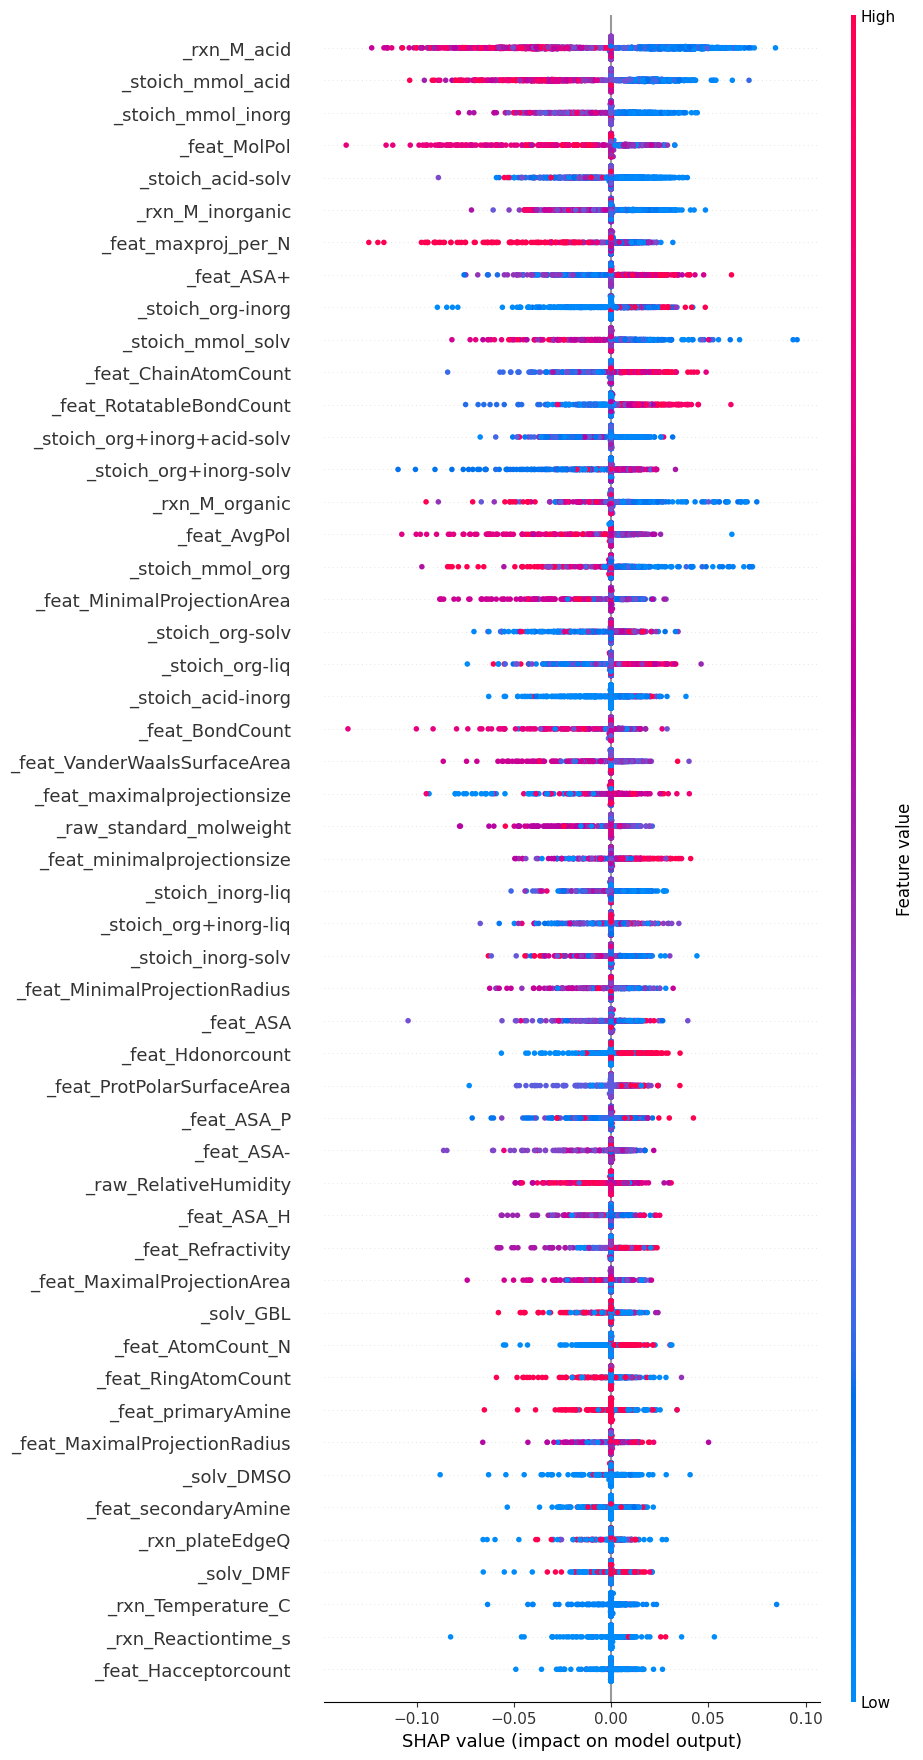 High
_rxn_M_acid
_stoich_mmol_acid
_stoich_mmol_inorg
_feat_MolPol
_stoich_acid-solv
_rxn_M_inorganic
_feat_maxproj_per_N
_feat_ASA+
_stoich_org-inorg
_stoich_mmol_solv
_feat_ChainAtomCount
_feat_RotatableBondCount
_stoich_org+inorg+acid-solv
_stoich_org+inorg-solv
_rxn_M_organic
_feat_AvgPol
_stoich_mmol_org
_feat_MinimalProjectionArea
_stoich_org-solv
_stoich_org-liq
_stoich_acid-inorg
_feat_BondCount
_feat_VanderWaalsSurfaceArea
_feat_maximalprojectionsize
_raw_standard_molweight
_feat_minimalprojectionsize
_stoich_inorg-liq
_stoich_org+inorg-liq
_stoich_inorg-solv
_feat_MinimalProjectionRadius
_feat_ASA
_feat_Hdonorcount
_feat_ProtPolarSurfaceArea
_feat_ASA_P
_feat_ASA-
_raw_RelativeHumidity
_feat_ASA_H
_feat_Refractivity
_feat_MaximalProjectionArea
_solv_GBL
_feat_AtomCount_N
_feat_RingAtomCount
_feat_primaryAmine
_feat_MaximalProjectionRadius
_solv_DMSO
_feat_secondaryAmine
_rxn_plateEdgeQ
_solv_DMF
_rxn_Temperature_C
_rxn_Reactiontime_s
_feat_Hacceptorcount
Feature value
Low
−0.10 −0.05 0.00 0.05 0.10
SHAP value (impact on model output)